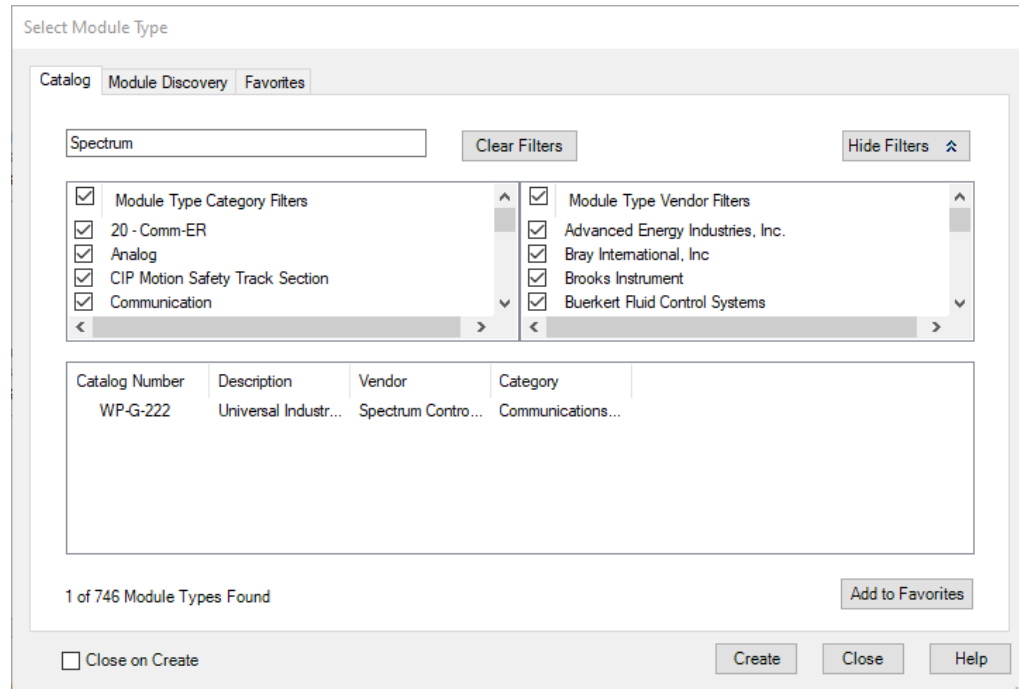 Select Module Type
Catalog Module Discovery Favorites
Spectrum Clear Filters Hide Filters
Module Type Category Filters
20 - Comm-ER
Analog
CIP Motion Safety Track Section
Communication
Module Type Vendor Filters
Advanced Energy Industries, Inc.
Bray International, Inc
Brooks Instrument
Buerkert Fluid Control Systems
Catalog Number Description Vendor Category
WP-G-222 Universal Industr... Spectrum Contro... Communications...
1 of 746 Module Types Found Add to Favorites
Close on Create Create Close Help